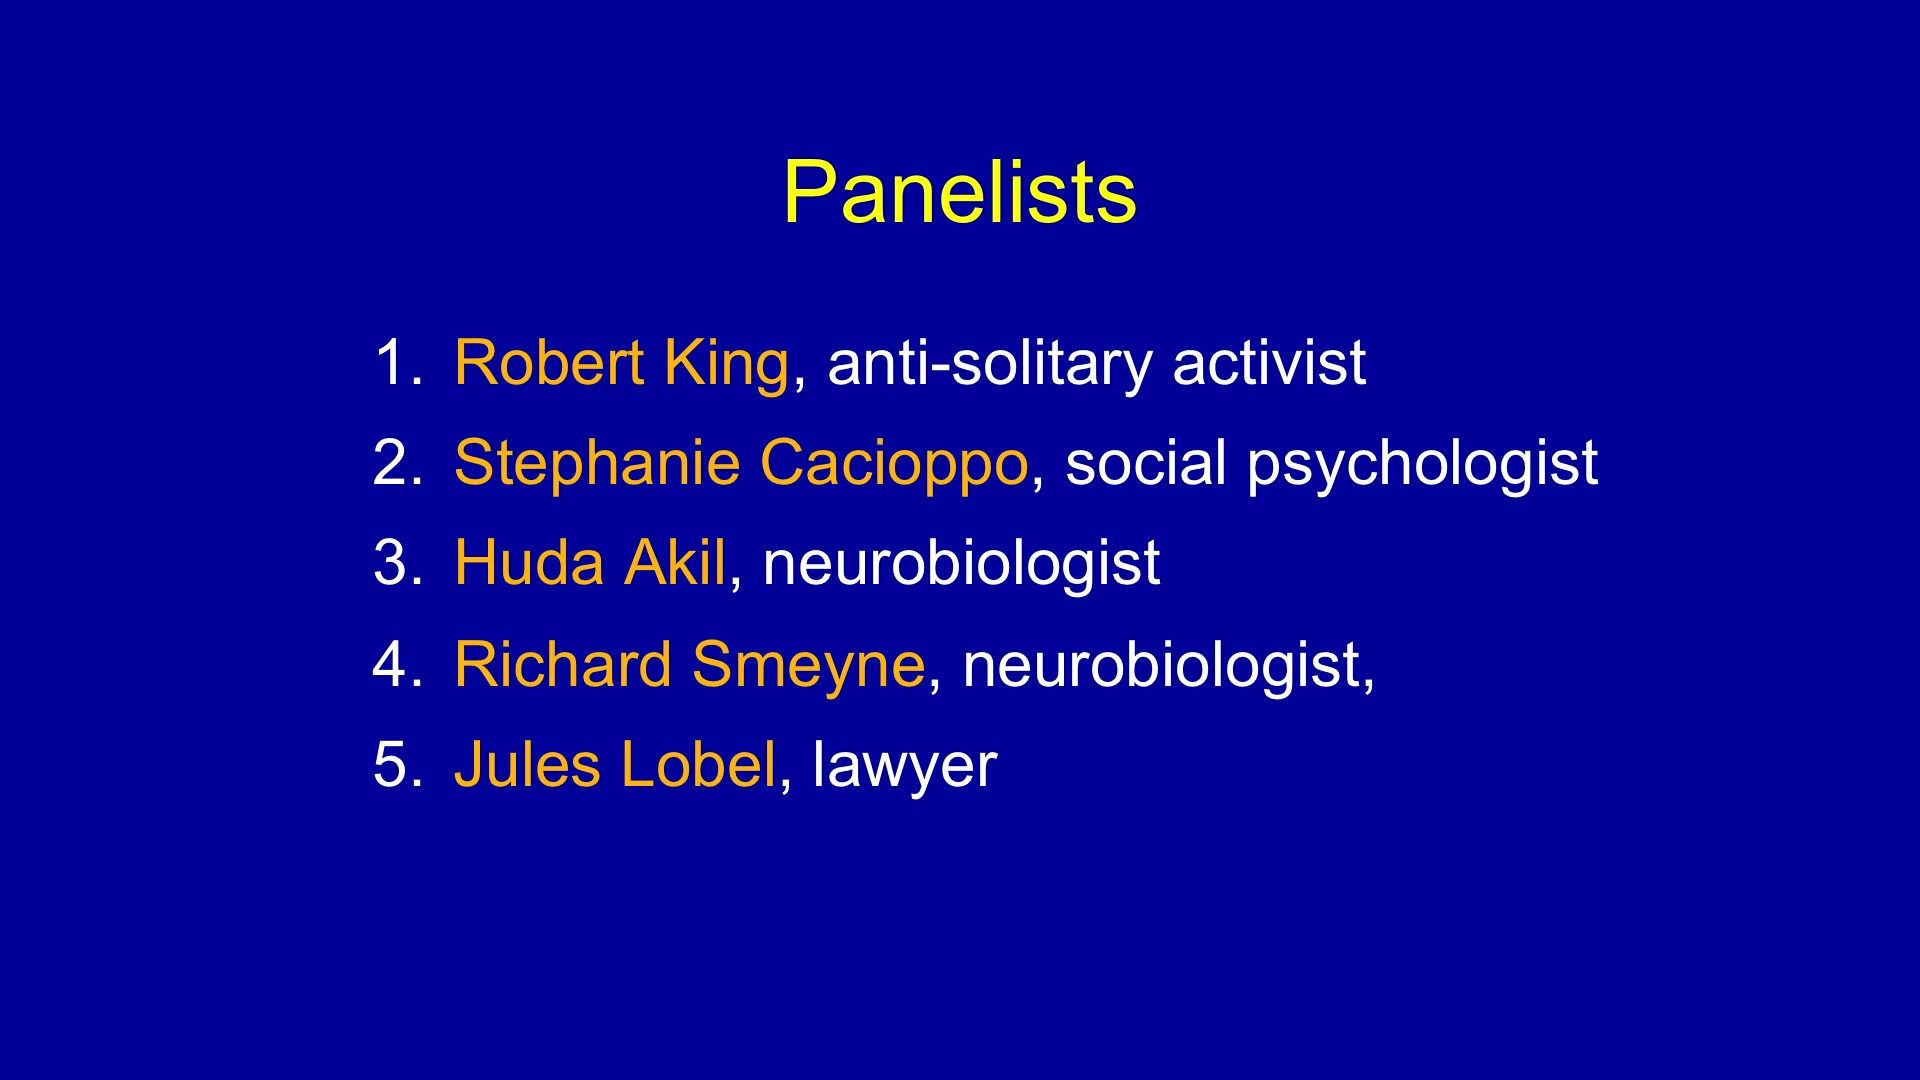 Panelists
1. Robert King, anti-solitary activist
2. Stephanie Cacioppo, social psychologist
3. Huda Akil, neurobiologist
4. Richard Smeyne, neurobiologist,
5. Jules Lobel, lawyer